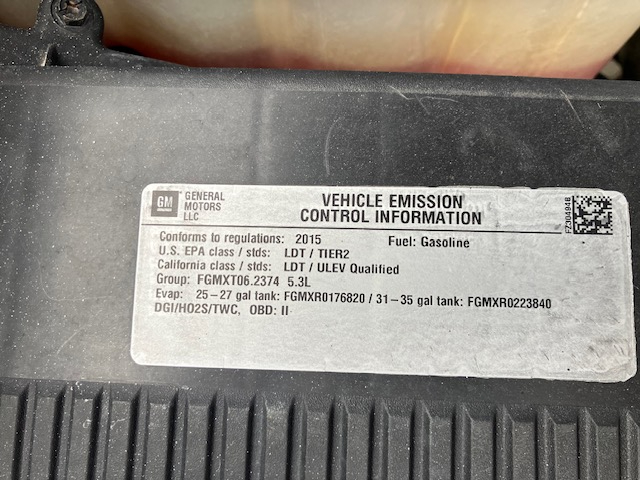 GM
GENERAL
MOTORS
LLC
VEHICLE EMISSION
CONTROL INFORMATION
FZ30494B
Conforms to regulations: 2015 Fuel: Gasoline
U.S. EPA class / stds: LDT / TIER2
California class / stds: LDT / ULEV Qualified
Group: FGMXT06.2374 5.3L
Evap: 25–27 gal tank: FGMXR0176820 / 31–35 gal tank: FGMXR0223840
DGI/HO2S/TWC, OBD: II